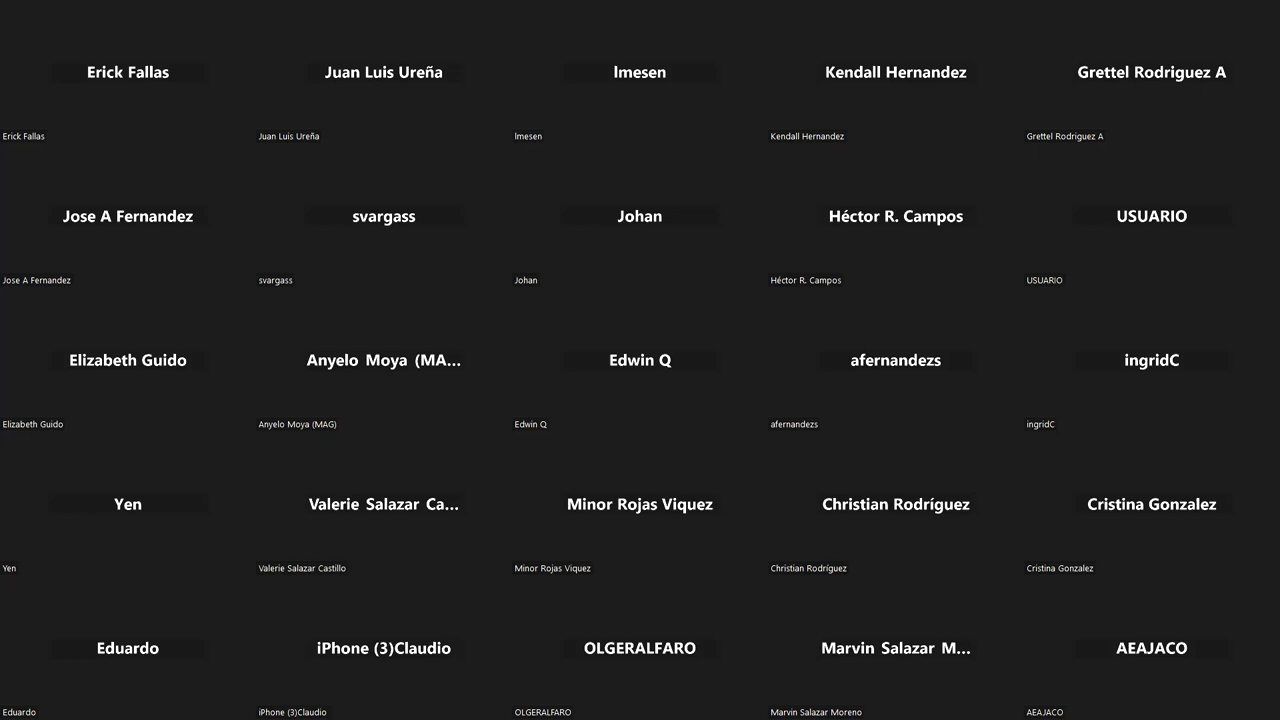 Erick Fallas
Juan Luis Ureña
lmesen
Kendall Hernandez
Grettel Rodriguez A
Erick Fallas
Juan Luis Ureña
lmesen
Kendall Hernandez
Grettel Rodriguez A
Jose A Fernandez
svargass
Johan
Héctor R. Campos
USUARIO
Jose A Fernandez
svargass
Johan
Héctor R. Campos
USUARIO
Elizabeth Guido
Anyelo Moya (MA...
Edwin Q
afernandezs
ingridC
Elizabeth Guido
Anyelo Moya (MAG)
Edwin Q
afernandezs
ingridC
Yen
Valerie Salazar Ca...
Minor Rojas Viquez
Christian Rodríguez
Cristina Gonzalez
Yen
Valerie Salazar Castillo
Minor Rojas Viquez
Christian Rodríguez
Cristina Gonzalez
Eduardo
iPhone (3)Claudio
OLGERALFARO
Marvin Salazar M...
AEAJACO
Eduardo
iPhone (3)Claudio
OLGERALFARO
Marvin Salazar Moreno
AEAJACO